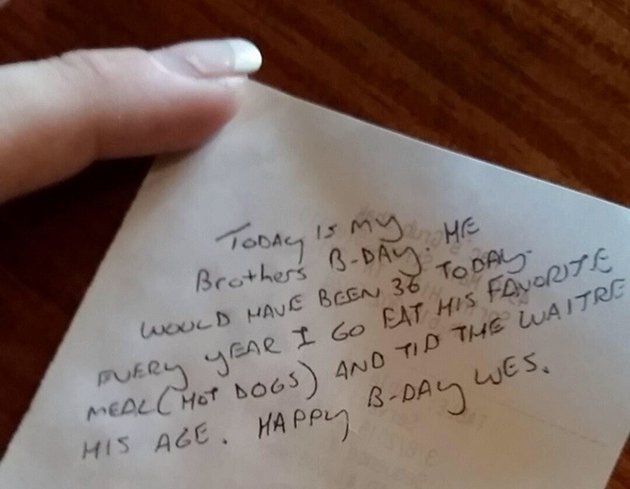 TODAY IS MY
Brothers B-DAY. HE
WOULD HAVE BEEN 36 TODAY.
EVERY YEAR I GO EAT HIS FAVORITE
MEAL (HOT DOGS) AND TID THE WAITRE
HIS AGE. HAPPY B-DAY WES.